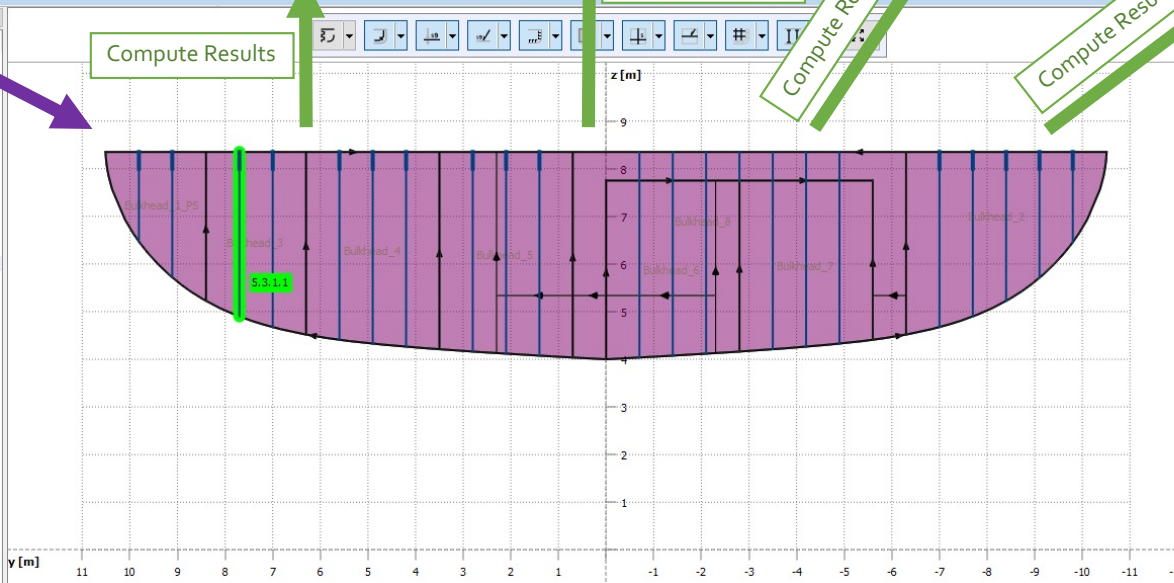 Compute Results
Compute Re
Compute Resu
z [m]
9
8
7
6
5
4
3
2
1
Bulkhead_1_PS
Bulkhead_3
Bulkhead_4
Bulkhead_5
Bulkhead_6
Bulkhead_8
Bulkhead_7
Bulkhead_2
5.3.1.1
y [m]
11 10 9 8 7 6 5 4 3 2 1 -1 -2 -3 -4 -5 -6 -7 -8 -9 -10 -11